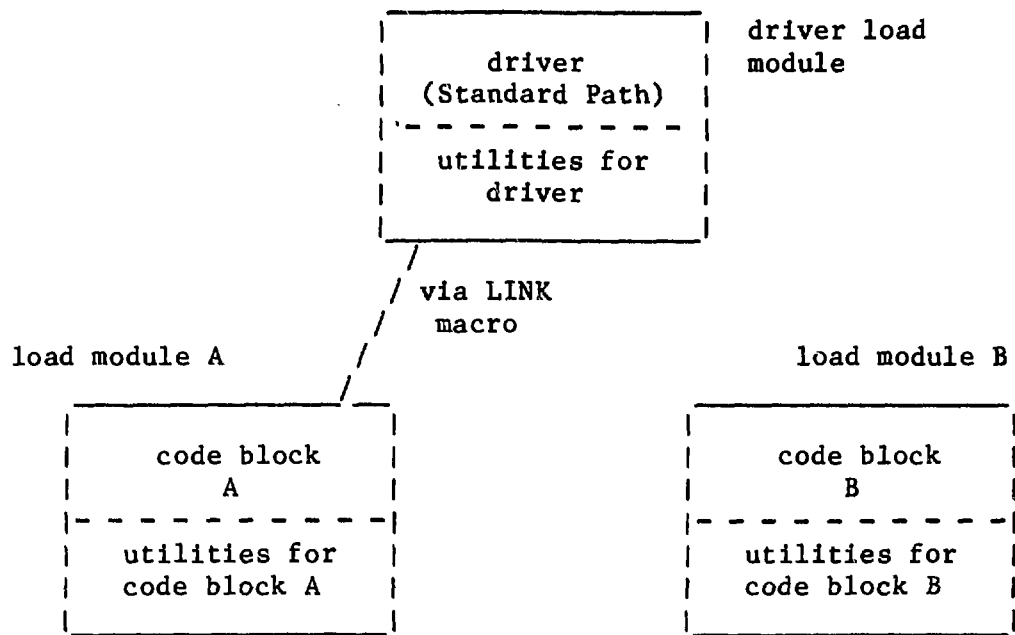 driver load
module
driver
(Standard Path)
utilities for
driver
via LINK
macro
load module A
load module B
code block
A
utilities for
code block A
code block
B
utilities for
code block B